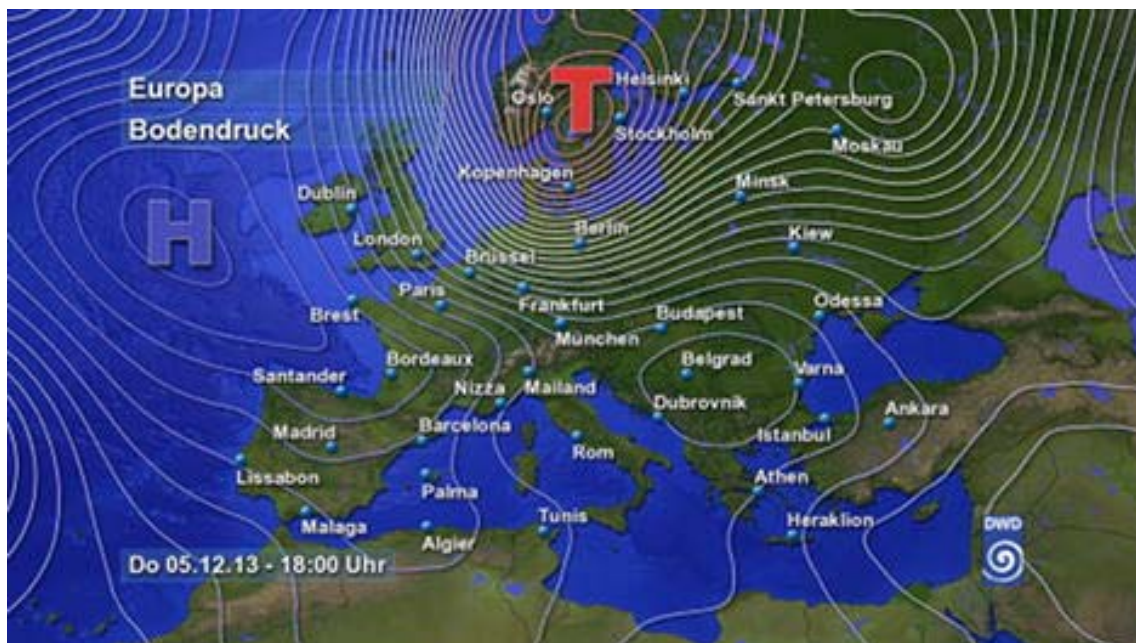 Europa
Bodendruck
T
Helsinki
Oslo
Sankt Petersburg
Stockholm
Moskau
Kopenhagen
Minsk
Dublin
H
Berlin
Kiew
London
Brüssel
Paris
Frankfurt
Odessa
Brest
Budapest
München
Bordeaux
Belgrad
Varna
Santander
Nizza
Mailand
Dubrovnik
Ankara
Madrid
Barcelona
Istanbul
Rom
Lissabon
Athen
Palma
Tunis
Malaga
Heraklion
DWD
Algier
Do 05.12.13 - 18:00 Uhr